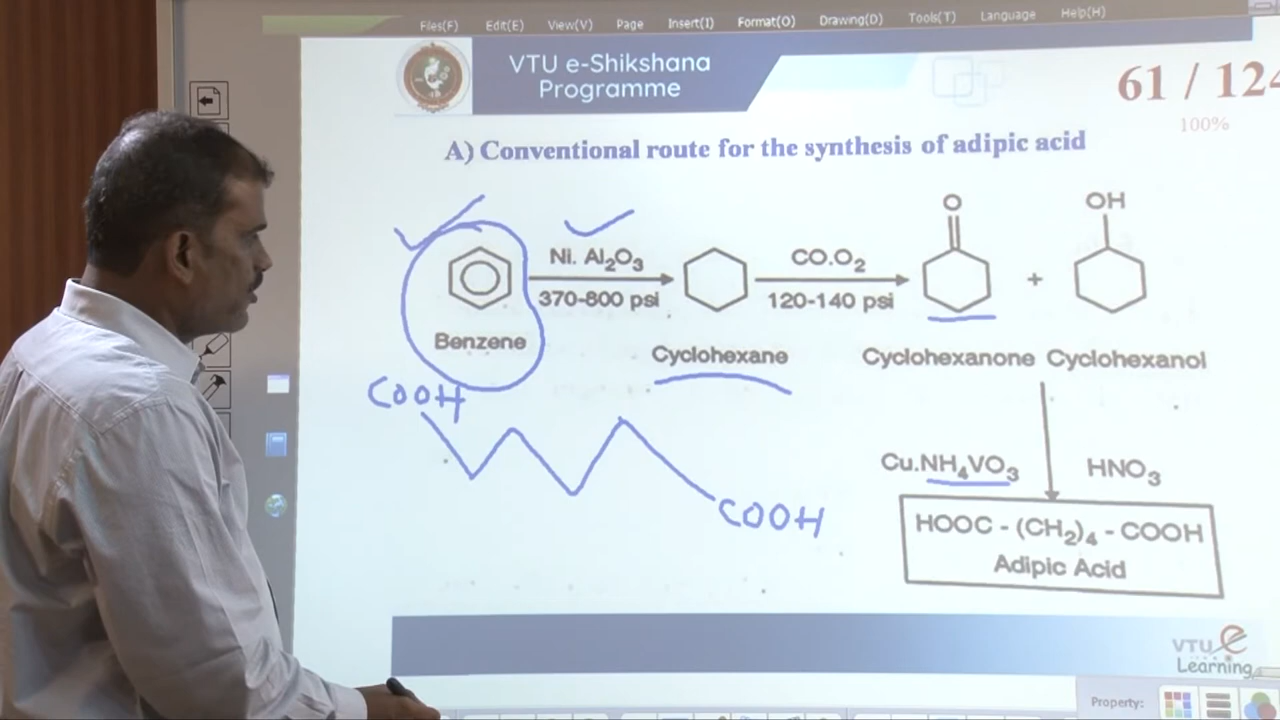 Files(F) Edit(E) View(V) Page Insert(I) Format(O) Drawing(D) Tools(T) Language Help(H)
VTU e-Shikshana
Programme
61 / 124
100%
A) Conventional route for the synthesis of adipic acid
O OH
Ni. Al₂O₃ CO.O₂
+
370-800 psi 120-140 psi
Benzene
Cyclohexane Cyclohexanone Cyclohexanol
COOH
Cu.NH₄VO₃ HNO₃
COOH
HOOC - (CH₂)₄ - COOH
Adipic Acid
VTU e
Learning
Property: